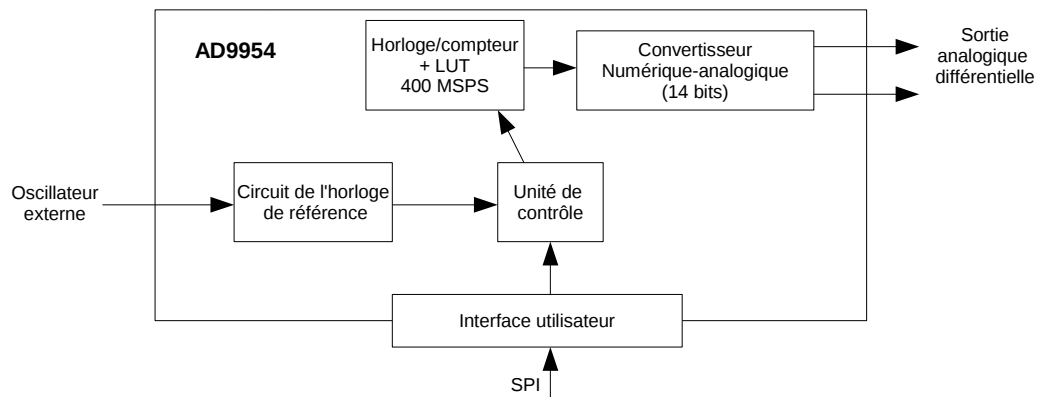 AD9954
Horloge/compteur
+ LUT
400 MSPS
Convertisseur
Numérique-analogique
(14 bits)
Sortie
analogique
différentielle
Oscillateur
externe
Circuit de l'horloge
de référence
Unité de
contrôle
Interface utilisateur
SPI